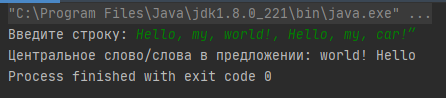 "C:\Program Files\Java\jdk1.8.0_221\bin\java.exe" ...
Введите строку: Hello, my, world!, Hello, my, car!”
Центральное слово/слова в предложении: world! Hello
Process finished with exit code 0